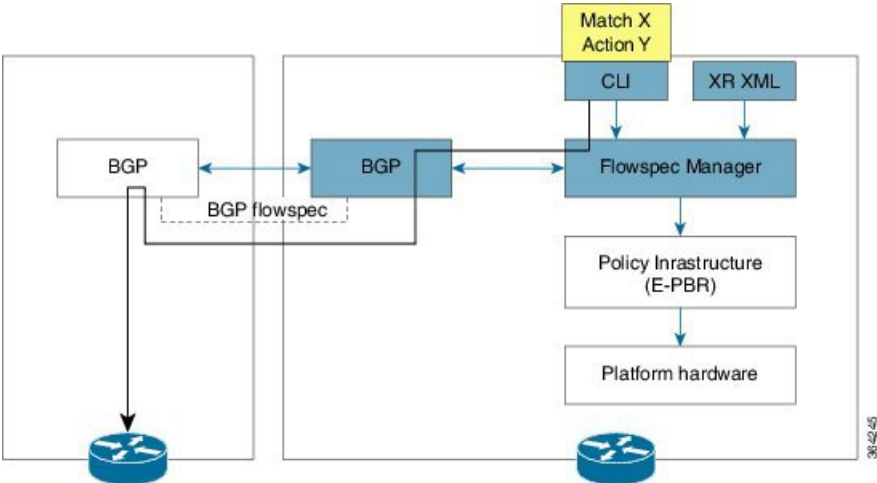 Match X
Action Y
CLI
XR XML
BGP
BGP
Flowspec Manager
BGP flowspec
Policy Inrastructure
(E-PBR)
Platform hardware
364245